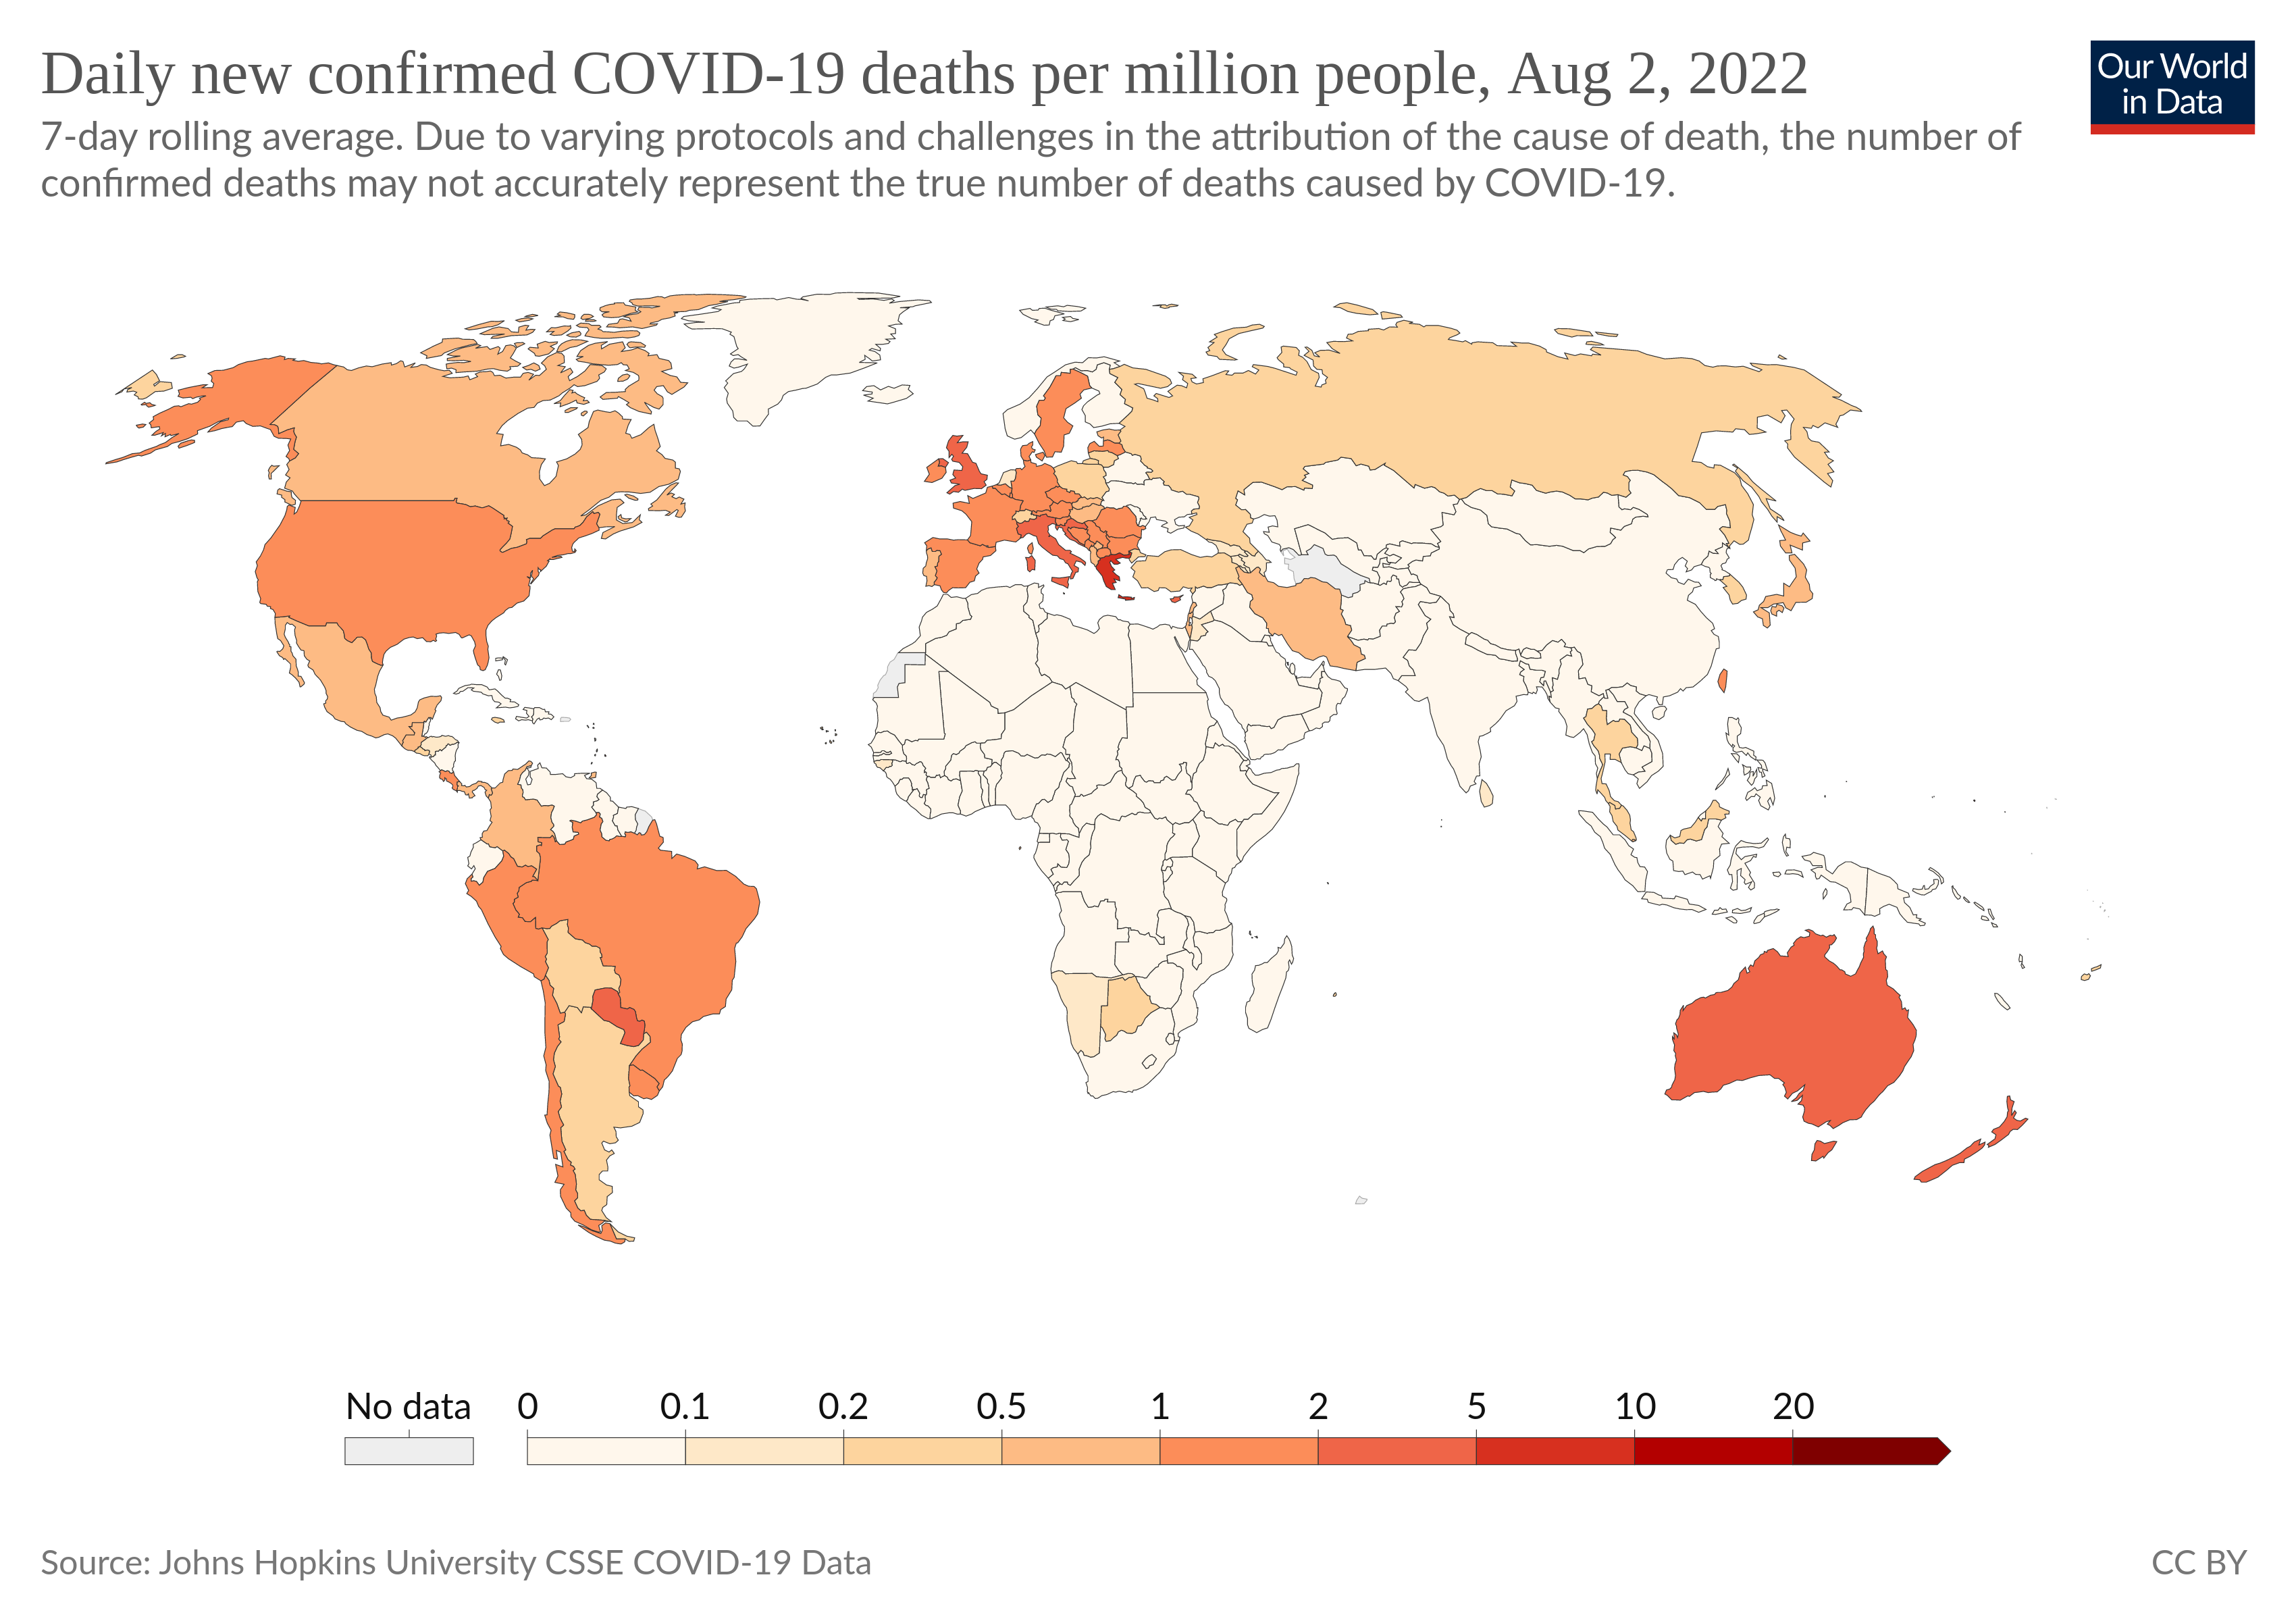 Daily new confirmed COVID-19 deaths per million people, Aug 2, 2022
Our World
in Data
7-day rolling average. Due to varying protocols and challenges in the attribution of the cause of death, the number of
confirmed deaths may not accurately represent the true number of deaths caused by COVID-19.
No data 0 0.1 0.2 0.5 1 2 5 10 20
Source: Johns Hopkins University CSSE COVID-19 Data
CC BY